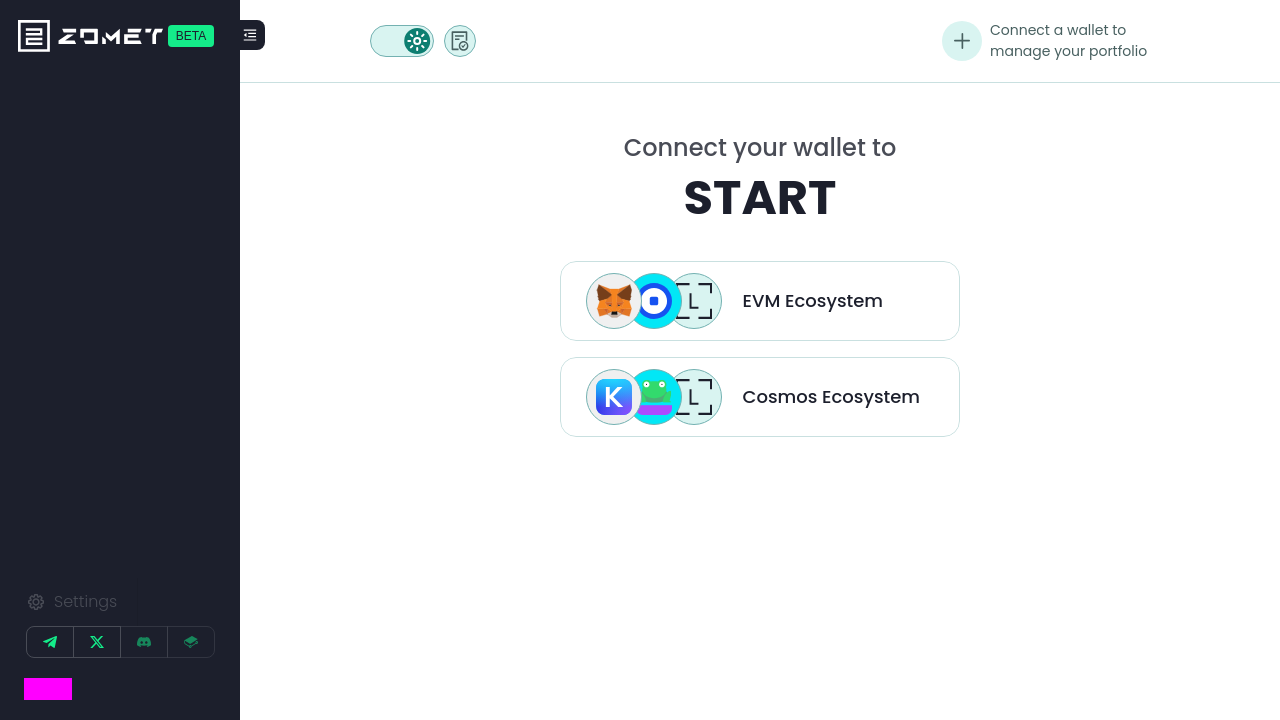 ZOMET BETA
Connect a wallet to
manage your portfolio
Connect your wallet to
START
L
EVM Ecosystem
K
L
Cosmos Ecosystem
Settings